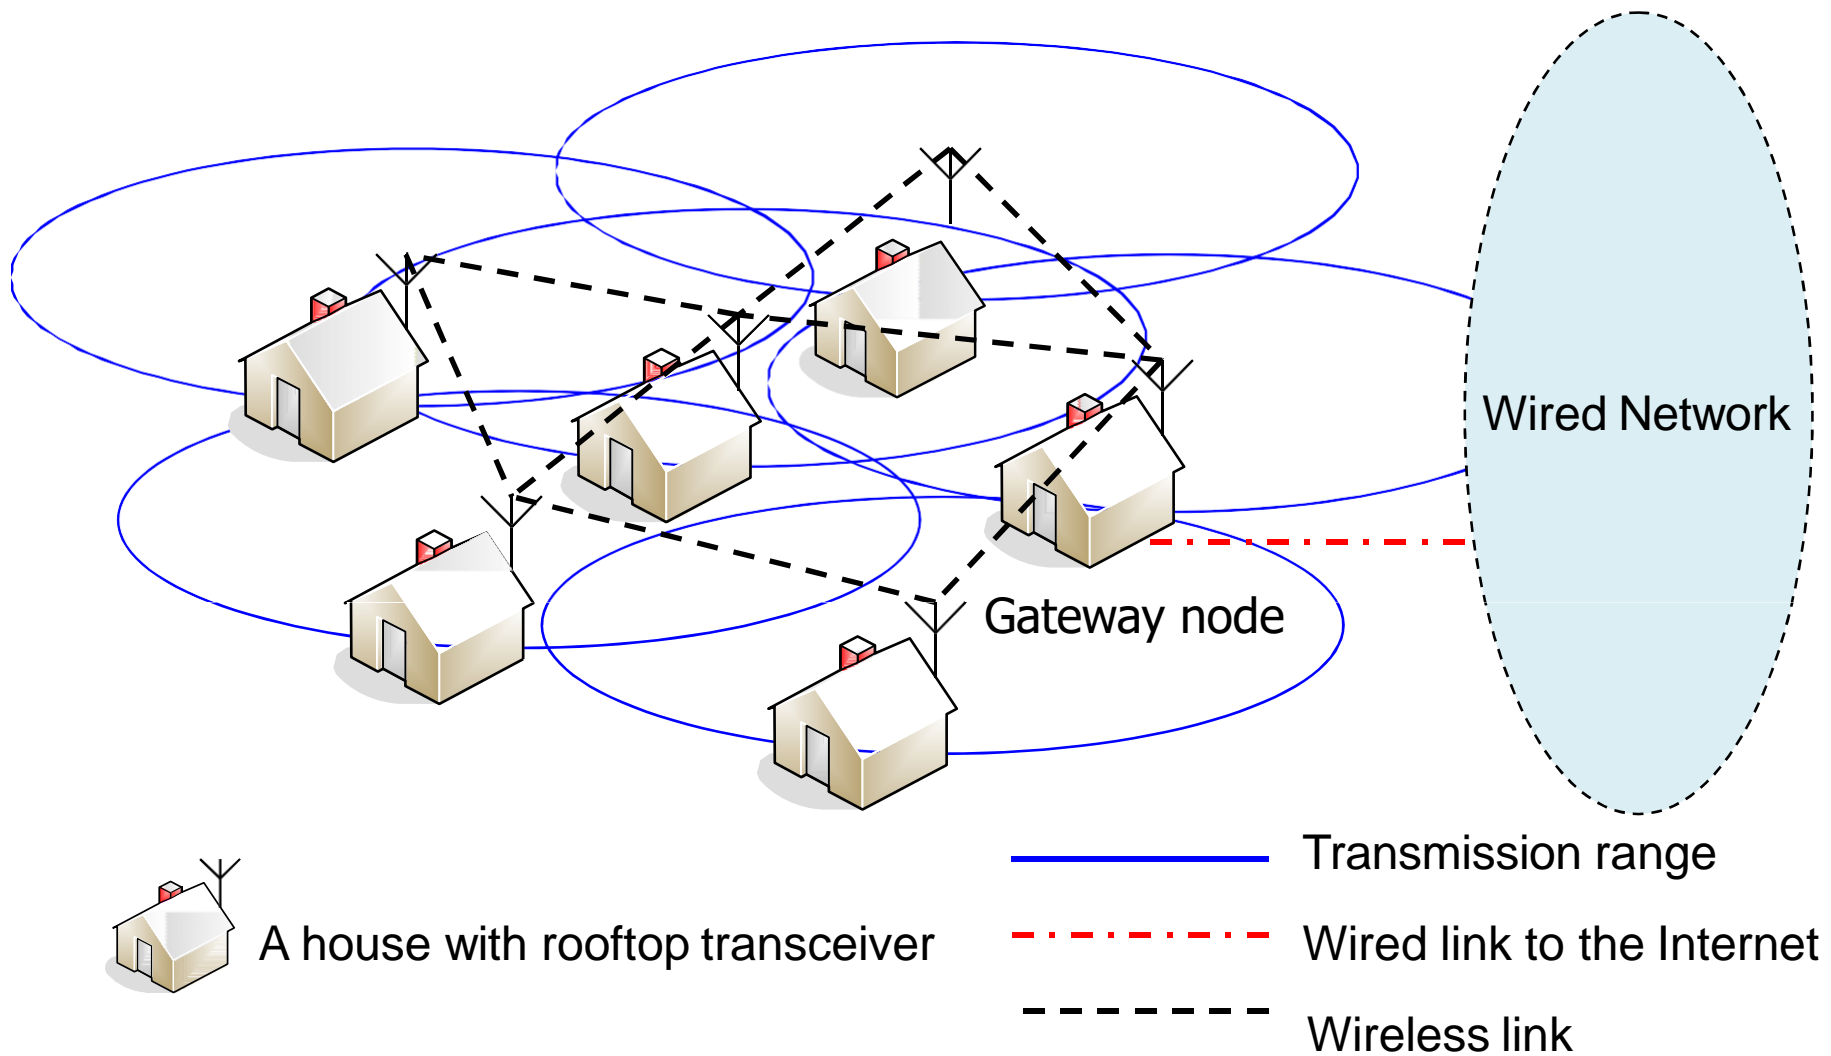 Wired Network
Gateway node
Transmission range
A house with rooftop transceiver
Wired link to the Internet
Wireless link